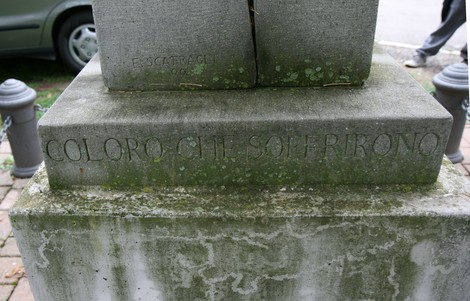 E. SCATRAGLI
COLORO CHE SOFFRIRONO